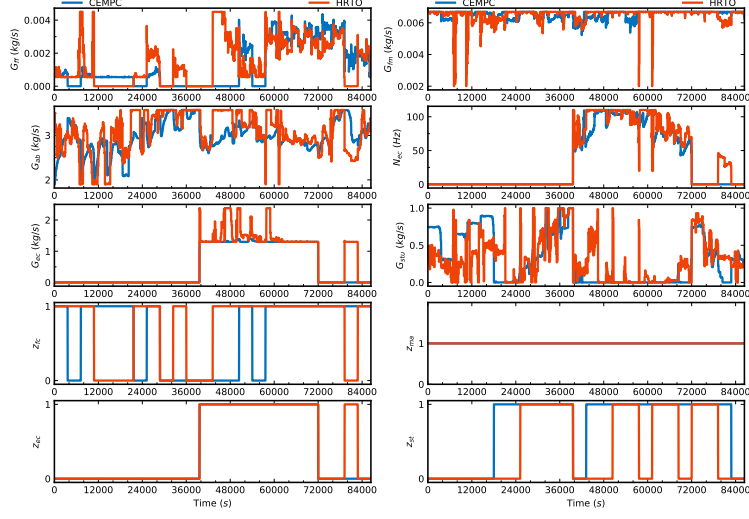 CEMPC HRTO CEMPC HRTO
0.004
0.002
0.000
G_fr (kg/s)
0 12000 24000 36000 48000 60000 72000 84000
0.006
0.004
0.002
G_fm (kg/s)
0 12000 24000 36000 48000 60000 72000 84000
3
2
G_ab (kg/s)
0 12000 24000 36000 48000 60000 72000 84000
100
50
0
N_ec (Hz)
0 12000 24000 36000 48000 60000 72000 84000
2
1
0
G_ec (kg/s)
0 12000 24000 36000 48000 60000 72000 84000
1.0
0.5
0.0
G_stu (kg/s)
0 12000 24000 36000 48000 60000 72000 84000
1
0
z_fc
0 12000 24000 36000 48000 60000 72000 84000
1
z_ma
0 12000 24000 36000 48000 60000 72000 84000
1
0
z_ec
0 12000 24000 36000 48000 60000 72000 84000
Time (s)
1
0
z_st
0 12000 24000 36000 48000 60000 72000 84000
Time (s)